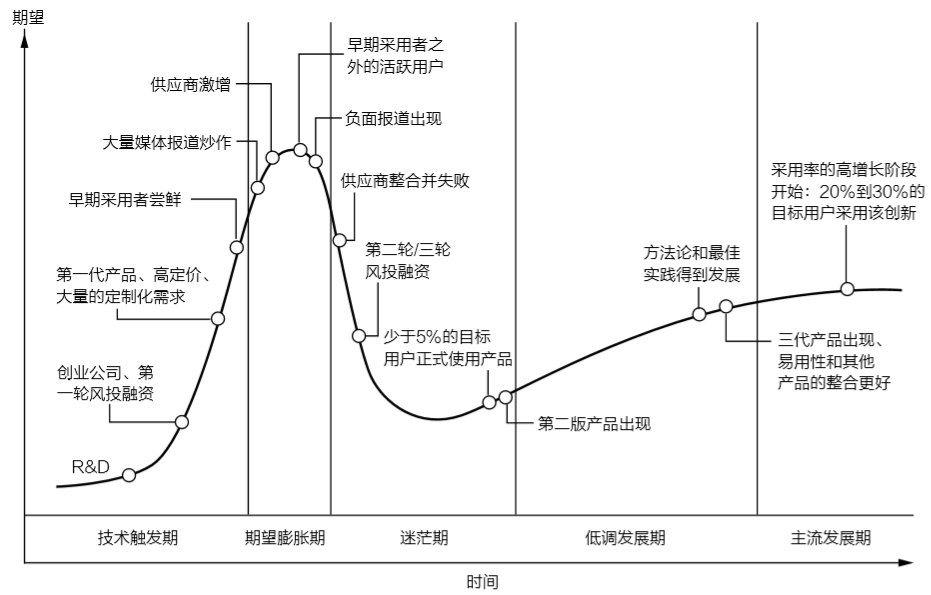 期望
早期采用者之
外的活跃用户
供应商激增
负面报道出现
大量媒体报道炒作
采用率的高增长阶段
开始：20%到30%的
目标用户采用该创新
供应商整合并失败
早期采用者尝鲜
第二轮/三轮
风投融资
方法论和最佳
实践得到发展
第一代产品、高定价、
大量的定制化需求
少于5%的目标
用户正式使用产品
三代产品出现、
易用性和其他
产品的整合更好
创业公司、第
一轮风投融资
第二版产品出现
R&D
技术触发期
期望膨胀期
迷茫期
低调发展期
主流发展期
时间